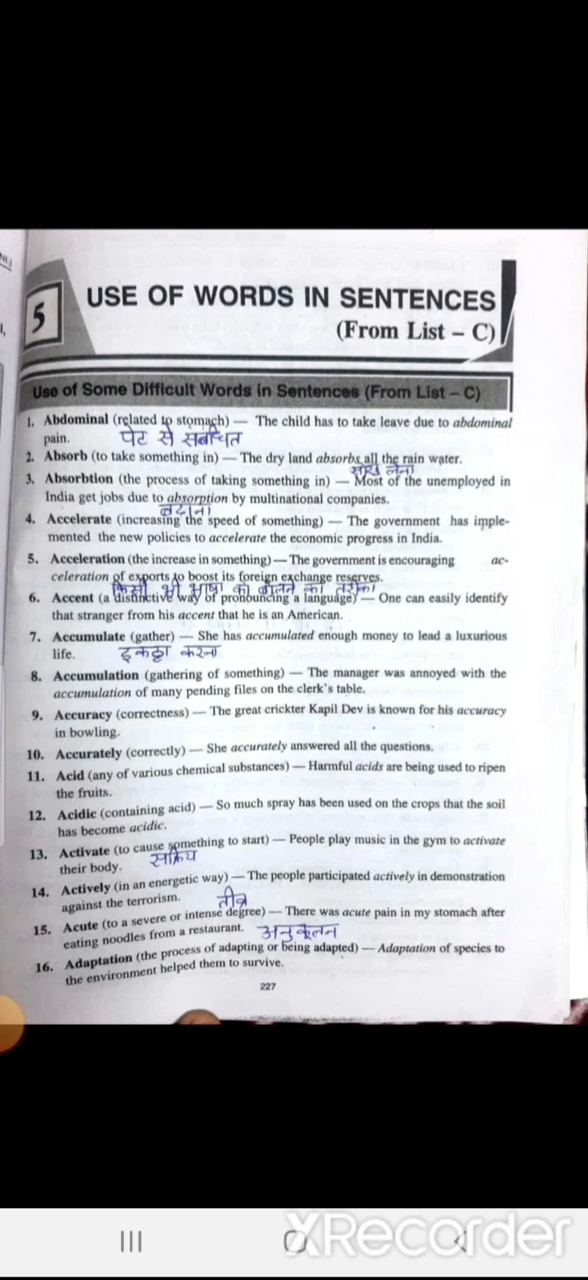 5
USE OF WORDS IN SENTENCES
(From List – C)
Use of Some Difficult Words in Sentences (From List – C)
1. Abdominal (related to stomach) — The child has to take leave due to abdominal
pain. पेट से सबंधित
2. Absorb (to take something in) — The dry land absorbs all the rain water.
सोख लेना
3. Absorbtion (the process of taking something in) — Most of the unemployed in
India get jobs due to absorption by multinational companies.
बढाना
4. Accelerate (increasing the speed of something) — The government has imple-
mented the new policies to accelerate the economic progress in India.
5. Acceleration (the increase in something) — The government is encouraging ac-
celeration of exports to boost its foreign exchange reserves.
किसी भी भाषा को बोलने का तरीका
6. Accent (a distinctive way of pronouncing a language) — One can easily identify
that stranger from his accent that he is an American.
7. Accumulate (gather) — She has accumulated enough money to lead a luxurious
life. इकठ्ठा करना
8. Accumulation (gathering of something) — The manager was annoyed with the
accumulation of many pending files on the clerk's table.
9. Accuracy (correctness) — The great crickter Kapil Dev is known for his accuracy
in bowling.
10. Accurately (correctly) — She accurately answered all the questions.
11. Acid (any of various chemical substances) — Harmful acids are being used to ripen
the fruits.
12. Acidic (containing acid) — So much spray has been used on the crops that the soil
has become acidic.
13. Activate (to cause something to start) — People play music in the gym to activate
their body. सक्रिय
14. Actively (in an energetic way) — The people participated actively in demonstration
against the terrorism. तीव्र
15. Acute (to a severe or intense degree) — There was acute pain in my stomach after
eating noodles from a restaurant. अनुकूलन
16. Adaptation (the process of adapting or being adapted) — Adaptation of species to
the environment helped them to survive.
227
XRecorder